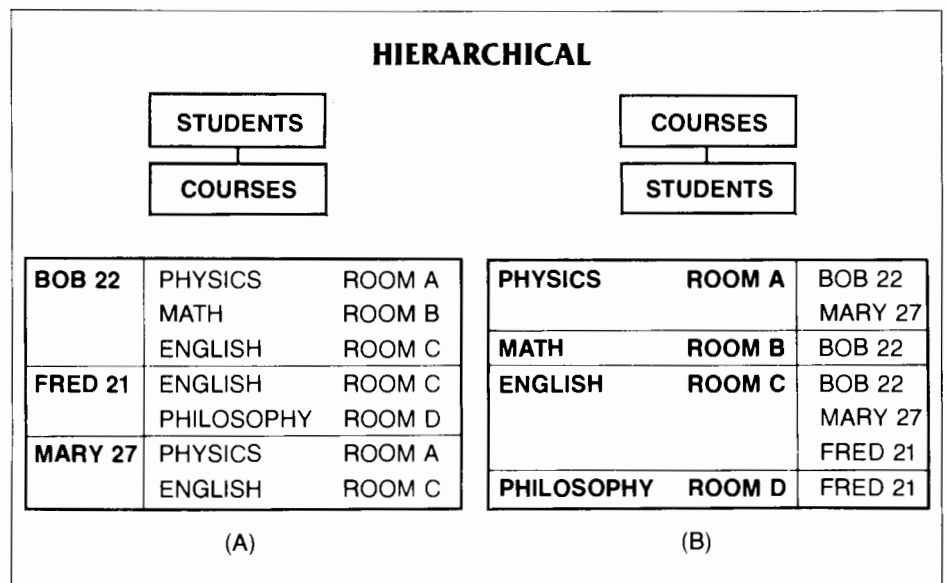 HIERARCHICAL
STUDENTS
COURSES
COURSES
STUDENTS
BOB 22 PHYSICS ROOM A
MATH ROOM B
ENGLISH ROOM C
FRED 21 ENGLISH ROOM C
PHILOSOPHY ROOM D
MARY 27 PHYSICS ROOM A
ENGLISH ROOM C
(A)
PHYSICS ROOM A BOB 22
MARY 27
MATH ROOM B BOB 22
ENGLISH ROOM C BOB 22
MARY 27
FRED 21
PHILOSOPHY ROOM D FRED 21
(B)